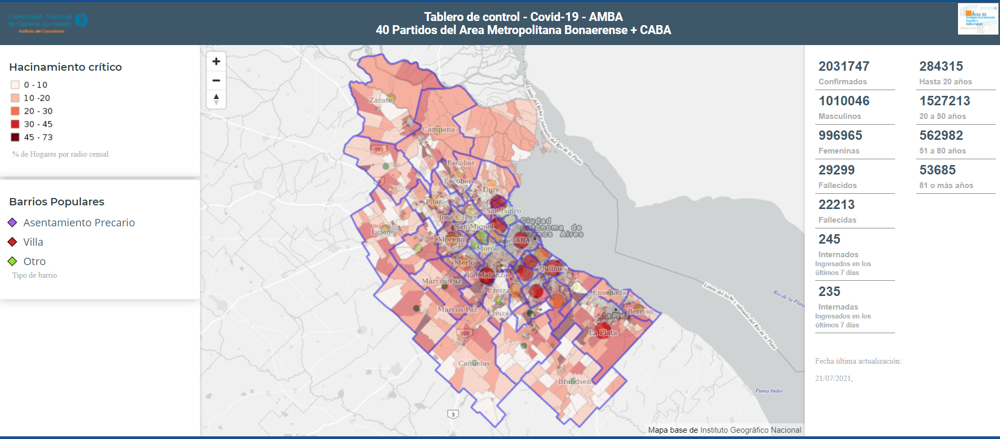 Universidad Nacional
de General Sarmiento
Instituto del Conurbano
Tablero de control - Covid-19 - AMBA
40 Partidos del Area Metropolitana Bonaerense + CABA
Área de
Tecnologías de la Información
Geográfica y
Análisis Espacial
Hacinamiento crítico
0 - 10
10 -20
20 - 30
30 - 45
45 - 73
% de Hogares por radio censal
Barrios Populares
Asentamiento Precario
Villa
Otro
Tipo de barrio
+
−
Zárate
Campana
193
Escobar
Escobar
Tigre
Pilar
San Isidro
José C. Paz
San Miguel
Ciudad
Autónoma de
Buenos Aires
Luján
Moreno
CABA
Morón
Merlo
La Matanza
Quilmes
Marcos Paz
Ezeiza
Ensenada
Marcos Paz
Ezeiza
Berisso
La Plata
La Plata
205
Cañuelas
Brandsen
3
Límite del lecho y subsuelo del Río de la Plata
Límite del lecho y subsuelo del Río de la Plata
Río de la Plata
Punta Indio
Mapa base de Instituto Geográfico Nacional
2031747
Confirmados
1010046
Masculinos
996965
Femeninas
29299
Fallecidos
22213
Fallecidas
245
Internados
Ingresados en los
últimos 7 días
235
Internadas
Ingresados en los
últimos 7 días
284315
Hasta 20 años
1527213
20 a 50 años
562982
51 a 80 años
53685
81 o más años
Fecha última actualización:
21/07/2021,